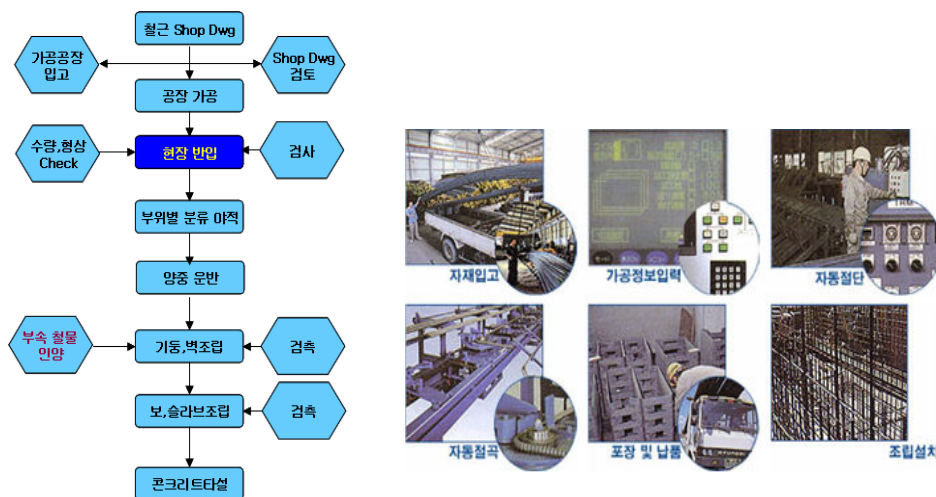 철근 Shop Dwg
가공공장
입고
Shop Dwg
검토
공장 가공
수량,형상
Check
현장 반입
검사
부위별 분류 야적
양중 운반
부속 철물
인양
기둥,벽조립
검측
보,슬라브조립
검측
콘크리트타설
자재입고
가공정보입력
자동절단
자동절곡
포장 및 납품
조립설치